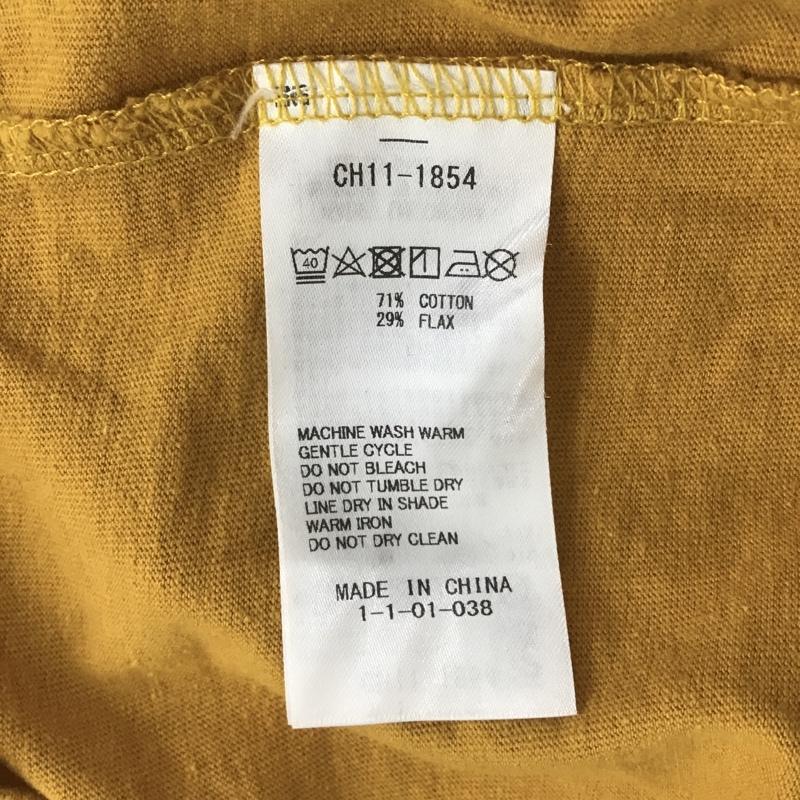 CH11-1854
40
71% COTTON
29% FLAX
MACHINE WASH WARM
GENTLE CYCLE
DO NOT BLEACH
DO NOT TUMBLE DRY
LINE DRY IN SHADE
WARM IRON
DO NOT DRY CLEAN
MADE IN CHINA
1-1-01-038